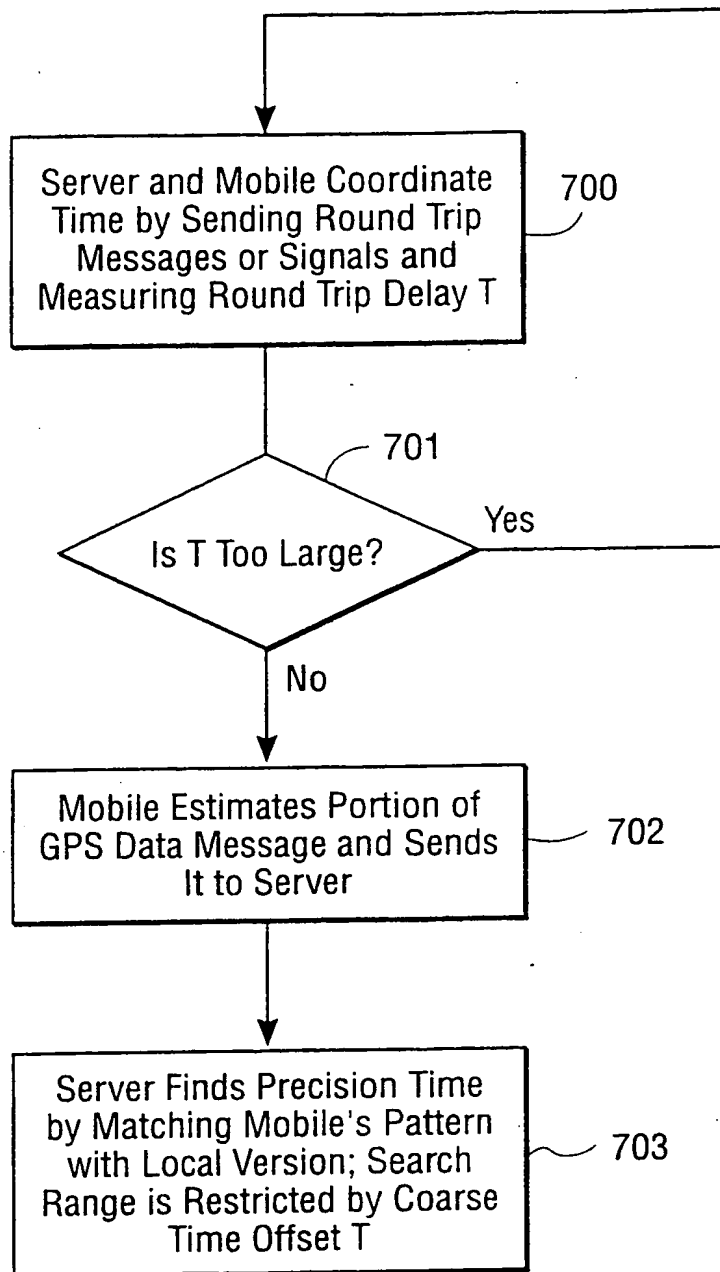 Server and Mobile Coordinate
Time by Sending Round Trip
Messages or Signals and
Measuring Round Trip Delay T
700
701
Is T Too Large?
Yes
No
Mobile Estimates Portion of
GPS Data Message and Sends
It to Server
702
Server Finds Precision Time
by Matching Mobile's Pattern
with Local Version; Search
Range is Restricted by Coarse
Time Offset T
703